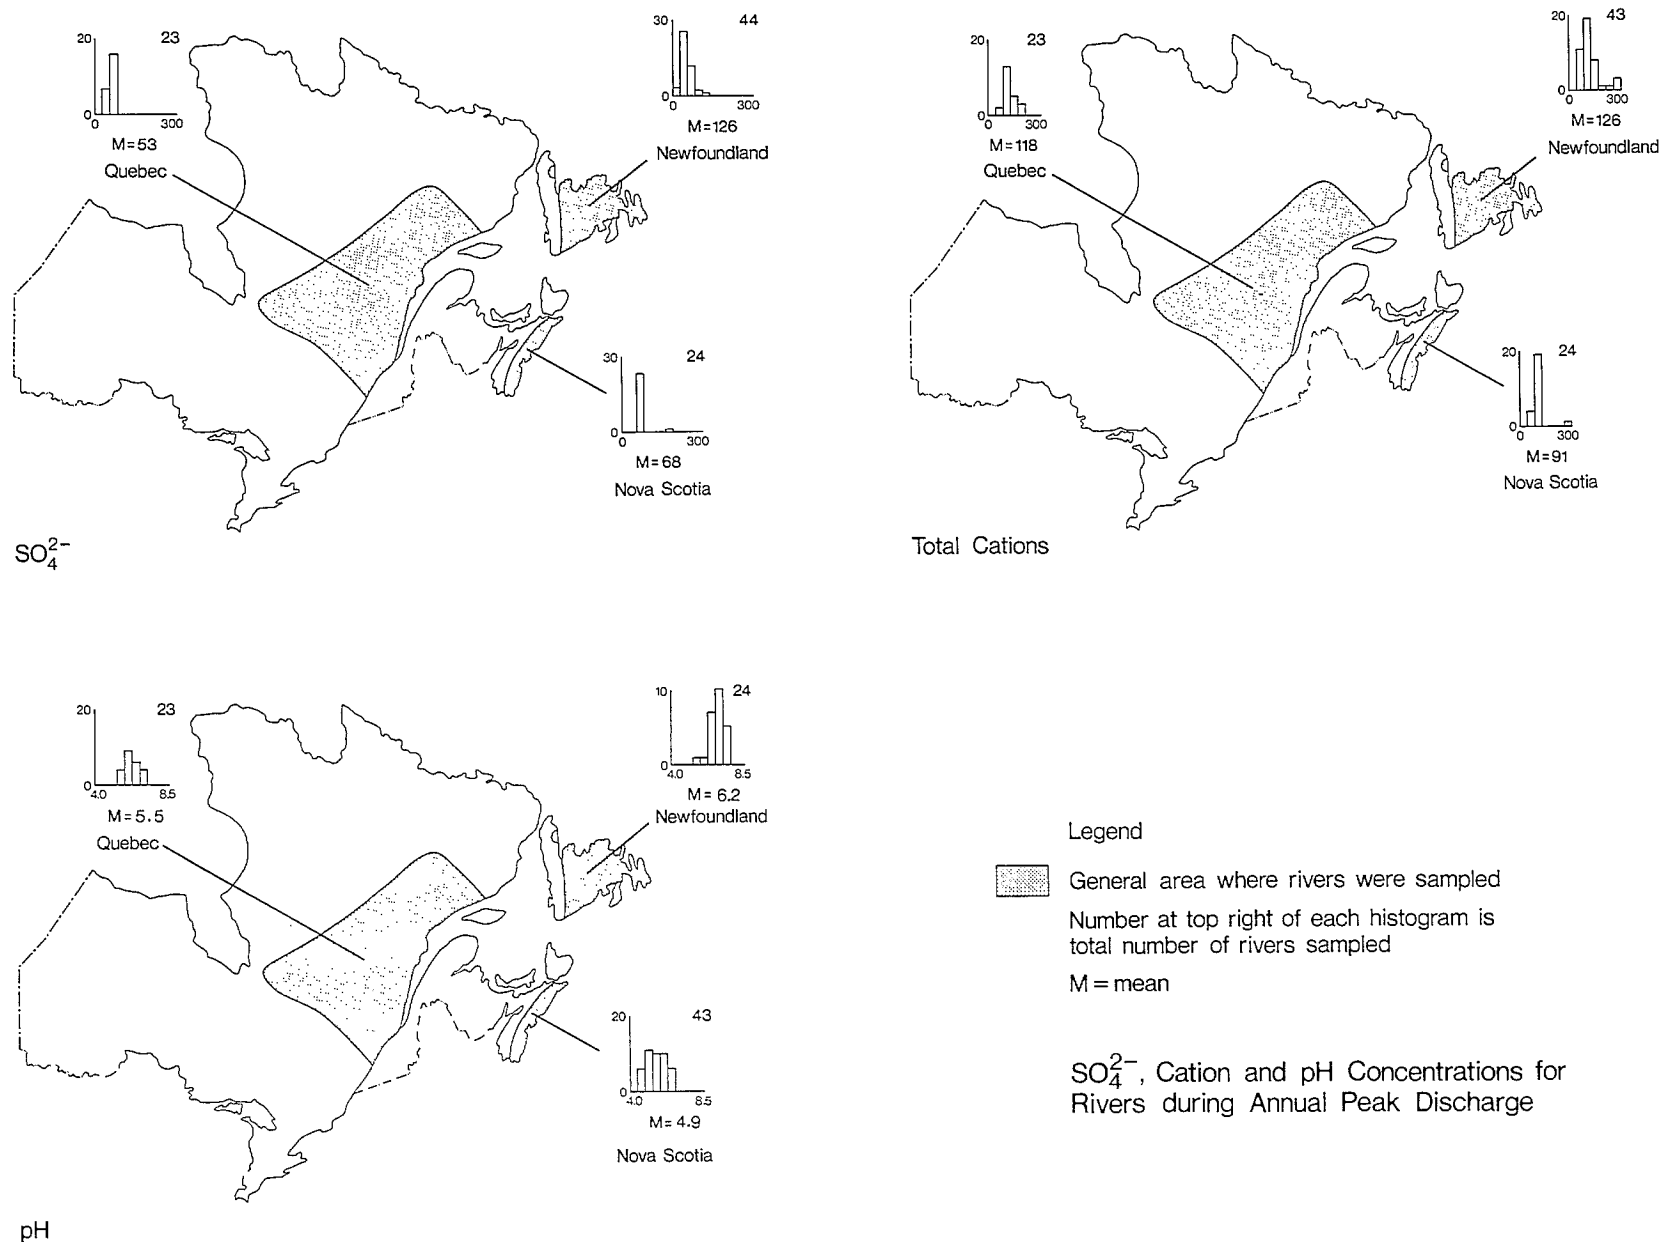 20
23
0
0
300
M=53
Quebec
30
44
0
0
300
M=126
Newfoundland
30
24
0
0
300
M=68
Nova Scotia
SO₄²⁻
20
23
0
0
300
M=118
Quebec
20
43
0
0
300
M=126
Newfoundland
20
24
0
0
300
M=91
Nova Scotia
Total Cations
20
23
0
4.0
8.5
M=5.5
Quebec
10
24
0
4.0
8.5
M= 6.2
Newfoundland
20
43
0
4.0
8.5
M= 4.9
Nova Scotia
pH
Legend
General area where rivers were sampled
Number at top right of each histogram is
total number of rivers sampled
M = mean
SO₄²⁻, Cation and pH Concentrations for
Rivers during Annual Peak Discharge